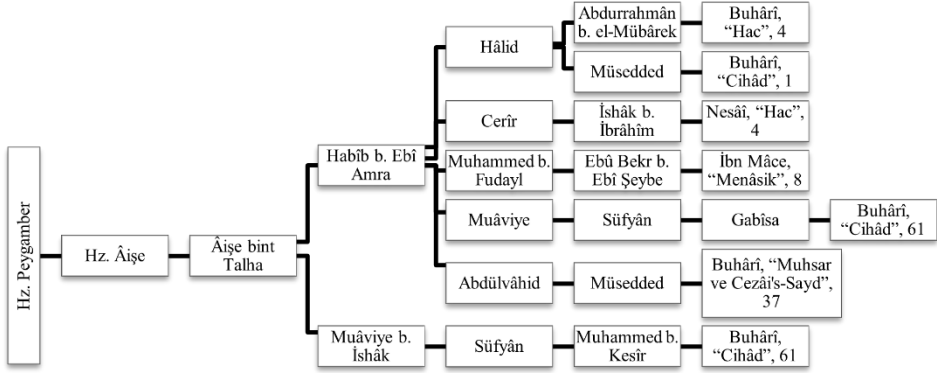 Hz. Peygamber
Hz. Âişe
Âişe bint
Talha
Habîb b. Ebî
Amra
Hâlid
Abdurrahmân
b. el-Mübârek
Buhârî,
“Hac”, 4
Müsedded
Buhârî,
“Cihâd”, 1
Cerîr
İshâk b.
İbrâhîm
Nesâî, “Hac”,
4
Muhammed b.
Fudayl
Ebû Bekr b.
Ebî Şeybe
İbn Mâce,
“Menâsik”, 8
Muâviye
Süfyân
Gabîsa
Buhârî,
“Cihâd”, 61
Abdülvâhid
Müsedded
Buhârî, “Muhsar
ve Cezâi's-Sayd”,
37
Muâviye b.
İshâk
Süfyân
Muhammed b.
Kesîr
Buhârî,
“Cihâd”, 61